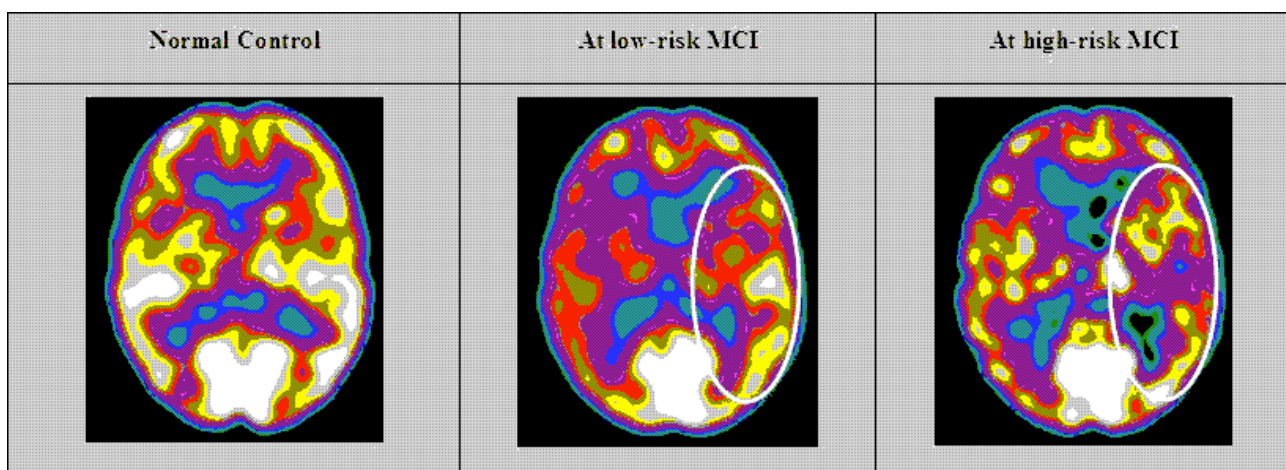 Normal Control
At low-risk MCI
At high-risk MCI